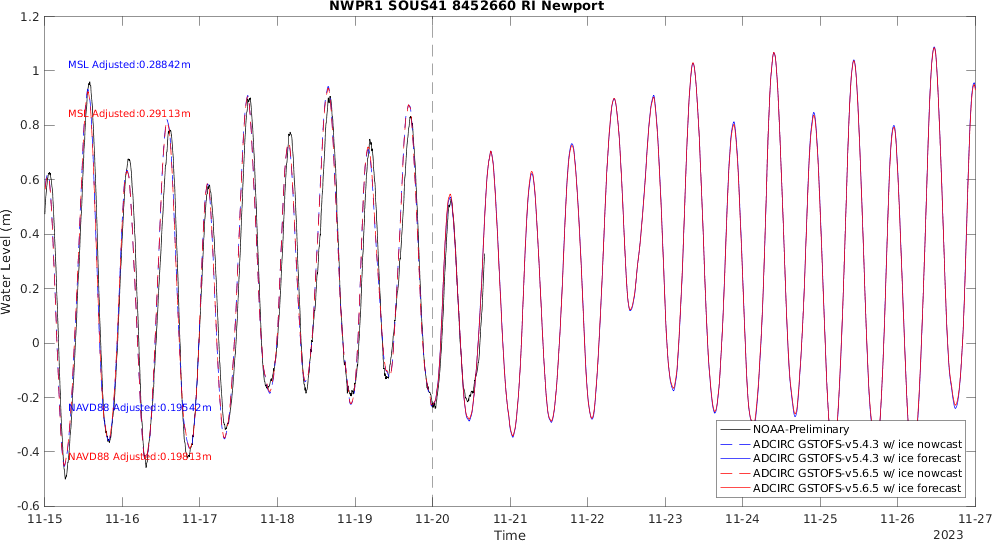 NWPR1 SOUS41 8452660 RI Newport
1.2
1
0.8
0.6
0.4
0.2
0
-0.2
-0.4
-0.6
Water Level (m)
MSL Adjusted:0.28842m
MSL Adjusted:0.29113m
NAVD88 Adjusted:0.19542m
NAVD88 Adjusted:0.19813m
NOAA-Preliminary
ADCIRC GSTOFS-v5.4.3 w/ ice nowcast
ADCIRC GSTOFS-v5.4.3 w/ ice forecast
ADCIRC GSTOFS-v5.6.5 w/ ice nowcast
ADCIRC GSTOFS-v5.6.5 w/ ice forecast
11-15 11-16 11-17 11-18 11-19 11-20 11-21 11-22 11-23 11-24 11-25 11-26 11-27
Time
2023